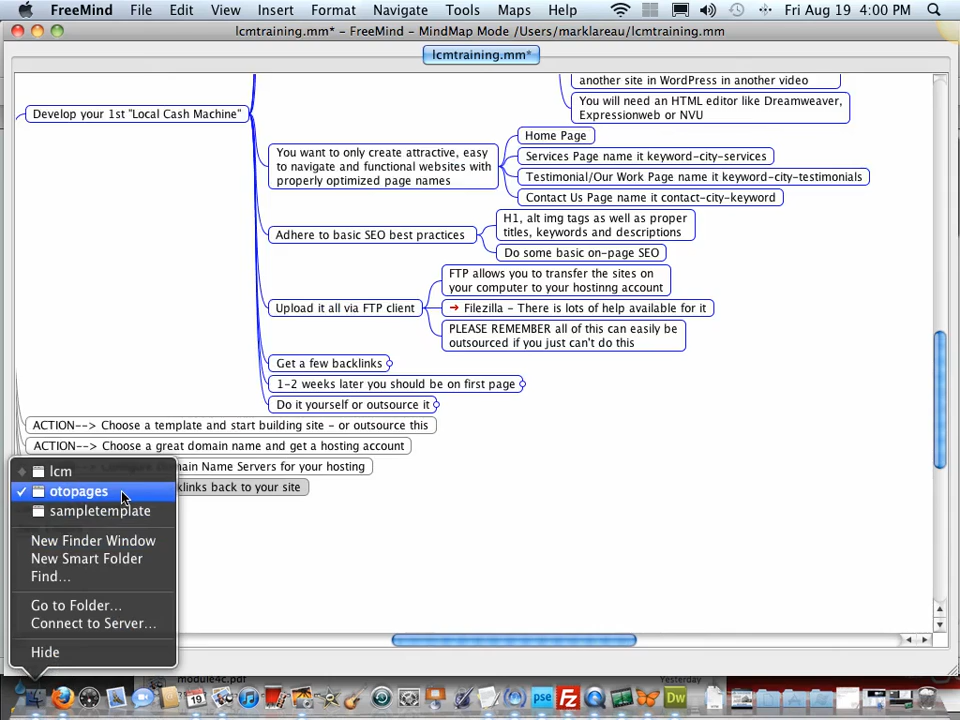 FreeMind File Edit View Insert Format Navigate Tools Maps Help Fri Aug 19 4:00 PM
lcmtraining.mm* - FreeMind - MindMap Mode /Users/marklareau/lcmtraining.mm
lcmtraining.mm*
another site in WordPress in another video
You will need an HTML editor like Dreamweaver,
Expressionweb or NVU
Develop your 1st "Local Cash Machine"
You want to only create attractive, easy
to navigate and functional websites with
properly optimized page names
Home Page
Services Page name it keyword-city-services
Testimonial/Our Work Page name it keyword-city-testimonials
Contact Us Page name it contact-city-keyword
Adhere to basic SEO best practices
H1, alt img tags as well as proper
titles, keywords and descriptions
Do some basic on-page SEO
Upload it all via FTP client
FTP allows you to transfer the sites on
your computer to your hostinng account
Filezilla - There is lots of help available for it
PLEASE REMEMBER all of this can easily be
outsourced if you just can't do this
Get a few backlinks
1-2 weeks later you should be on first page
Do it yourself or outsource it
ACTION--> Choose a template and start building site - or outsource this
ACTION--> Choose a great domain name and get a hosting account
Domain Name Servers for your hosting
links back to your site
lcm
otopages
sampletemplate
New Finder Window
New Smart Folder
Find...
Go to Folder...
Connect to Server...
Hide
module4c.pdf
Yesterday
19
pse
Fz
Dw